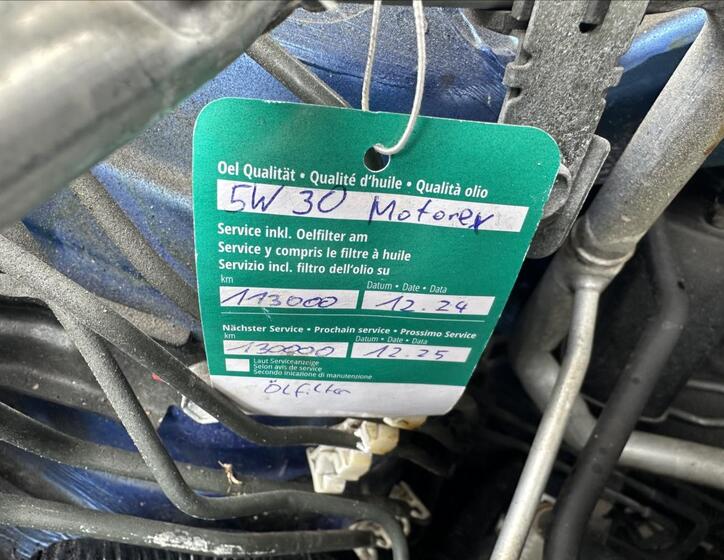 Oel Qualität • Qualité d'huile • Qualità olio
5W 30 Motorex
Service inkl. Oelfilter am
Service y compris le filtre à huile
Servizio incl. filtro dell'olio su
km Datum • Date • Data
113000 12.24
Nächster Service • Prochain service • Prossimo Service
km Datum • Date • Data
130000 12.25
Laut Serviceanzeige
Selon avis de service
Secondo inicazione di manutenzione
Ölfilter